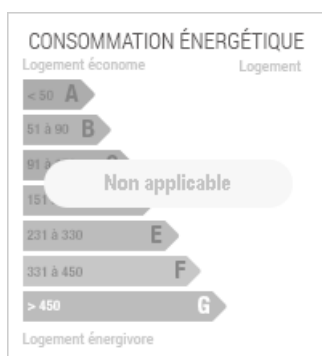 CONSOMMATION ÉNERGÉTIQUE
Logement économe Logement
< 50 A
51 à 90 B
91 à
Non applicable
151
231 à 330 E
331 à 450 F
> 450 G
Logement énergivore